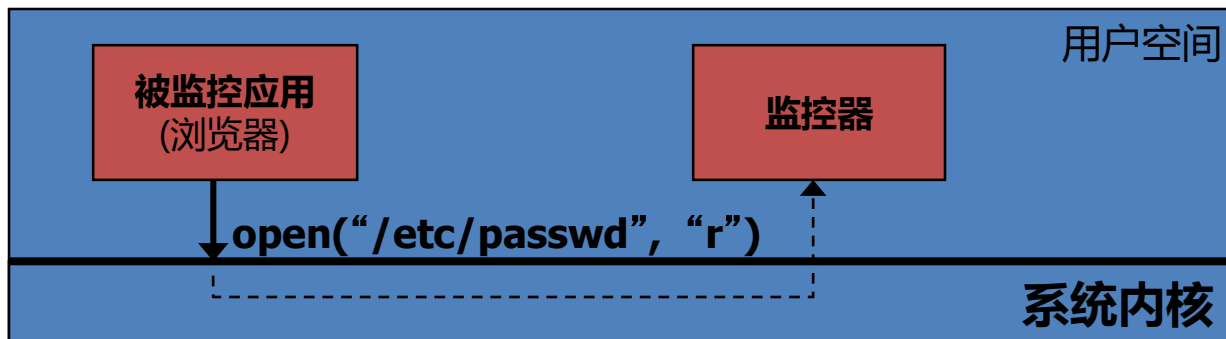 用户空间
被监控应用
(浏览器)
监控器
open(“/etc/passwd”, “r”)
系统内核